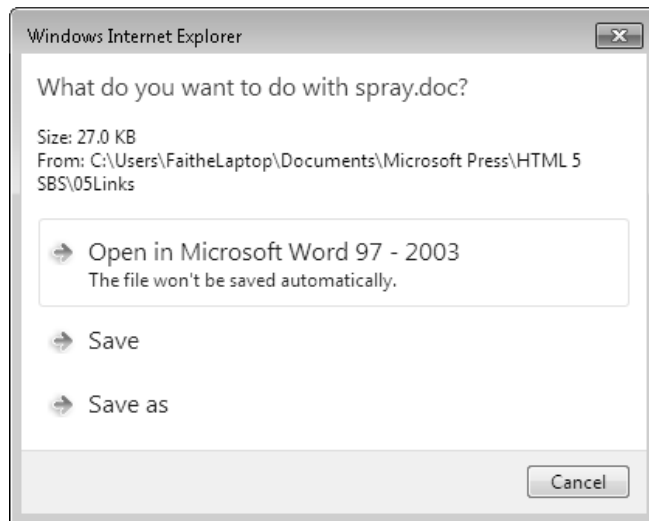 Windows Internet Explorer
What do you want to do with spray.doc?
Size: 27.0 KB
From: C:\Users\FaitheLaptop\Documents\Microsoft Press\HTML 5
SBS\05Links
Open in Microsoft Word 97 - 2003
The file won't be saved automatically.
Save
Save as
Cancel